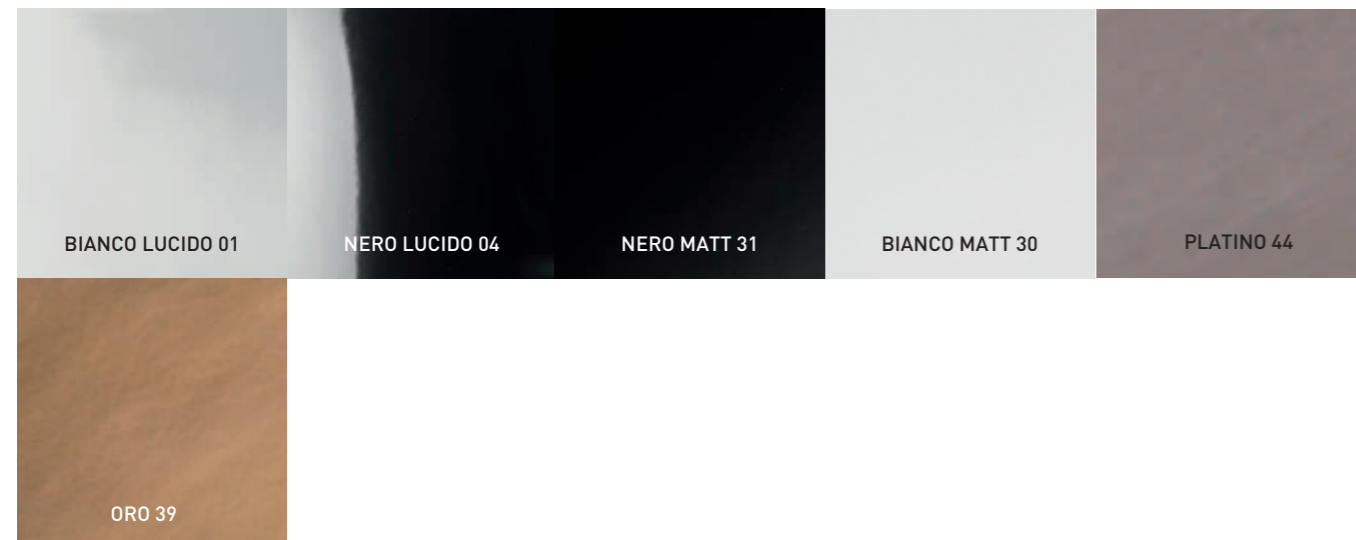 BIANCO LUCIDO 01
NERO LUCIDO 04
NERO MATT 31
BIANCO MATT 30
PLATINO 44
ORO 39